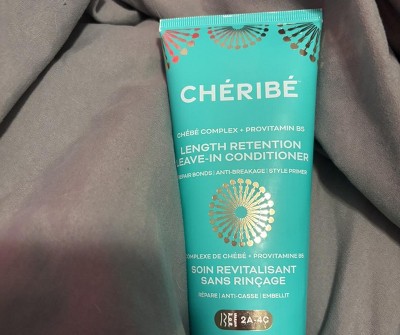 CHÉRIBÉ
CHÉBÉ COMPLEX + PROVITAMIN B5
LENGTH RETENTION
LEAVE-IN CONDITIONER
REPAIR BONDS | ANTI-BREAKAGE | STYLE PRIMER
COMPLEXE DE CHÉBÉ + PROVITAMINE B5
SOIN REVITALISANT
SANS RINÇAGE
RÉPARE | ANTI-CASSE | EMBELLIT
2A-4C